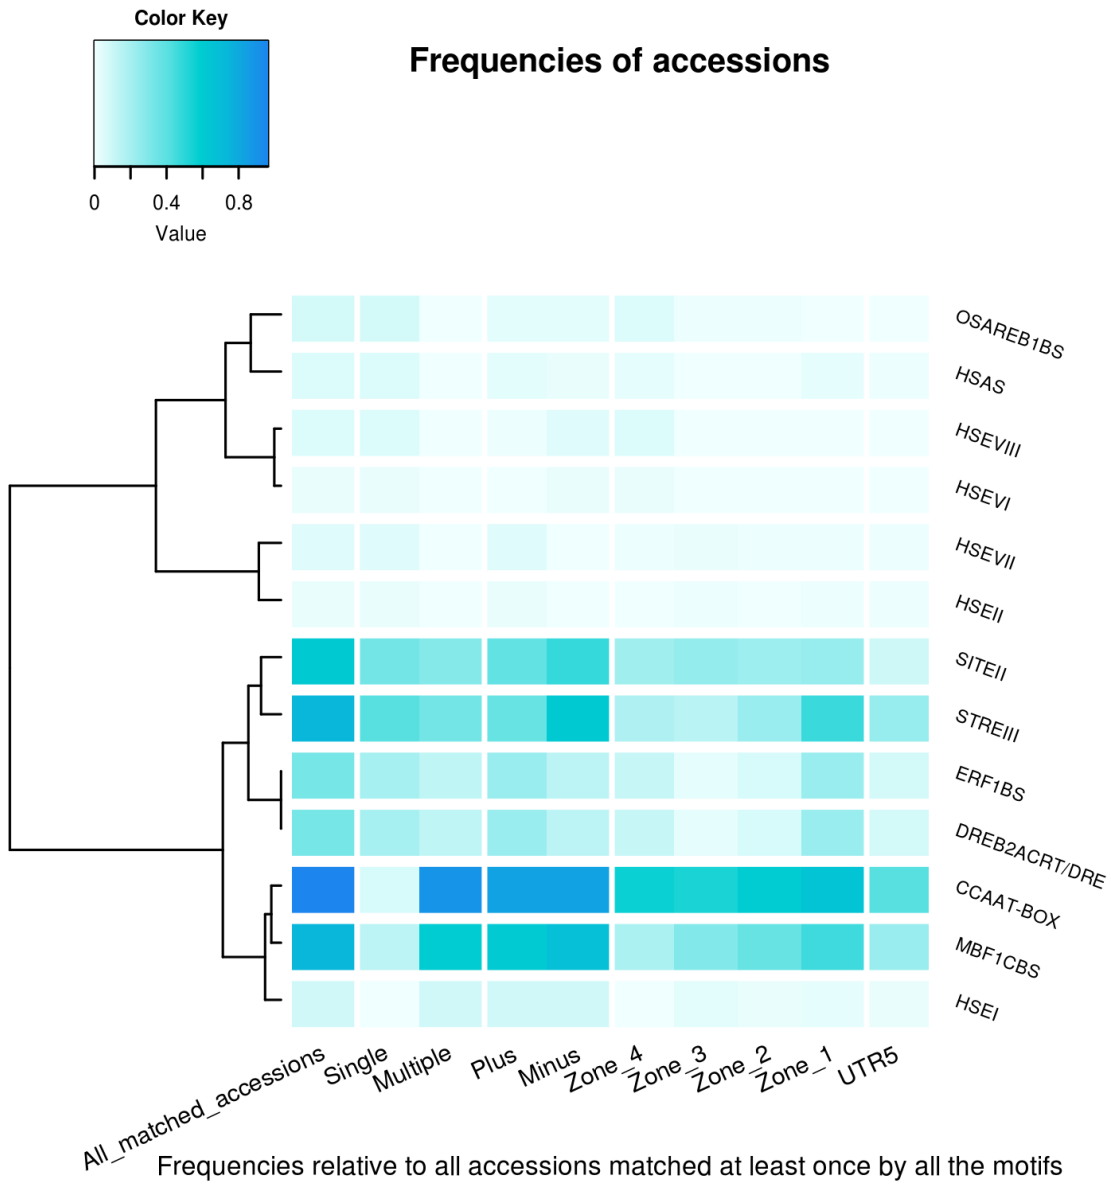 Color Key
Frequencies of accessions
0 0.4 0.8
Value
OSAREB1BS
HSAS
HSEVIII
HSEVI
HSEVII
HSEII
SITEII
STREIII
ERF1BS
DREB2ACRT/DRE
CCAAT-BOX
MBF1CBS
HSEI
All_matched_accessions Single Multiple Plus Minus Zone_4 Zone_3 Zone_2 Zone_1 UTR5
Frequencies relative to all accessions matched at least once by all the motifs